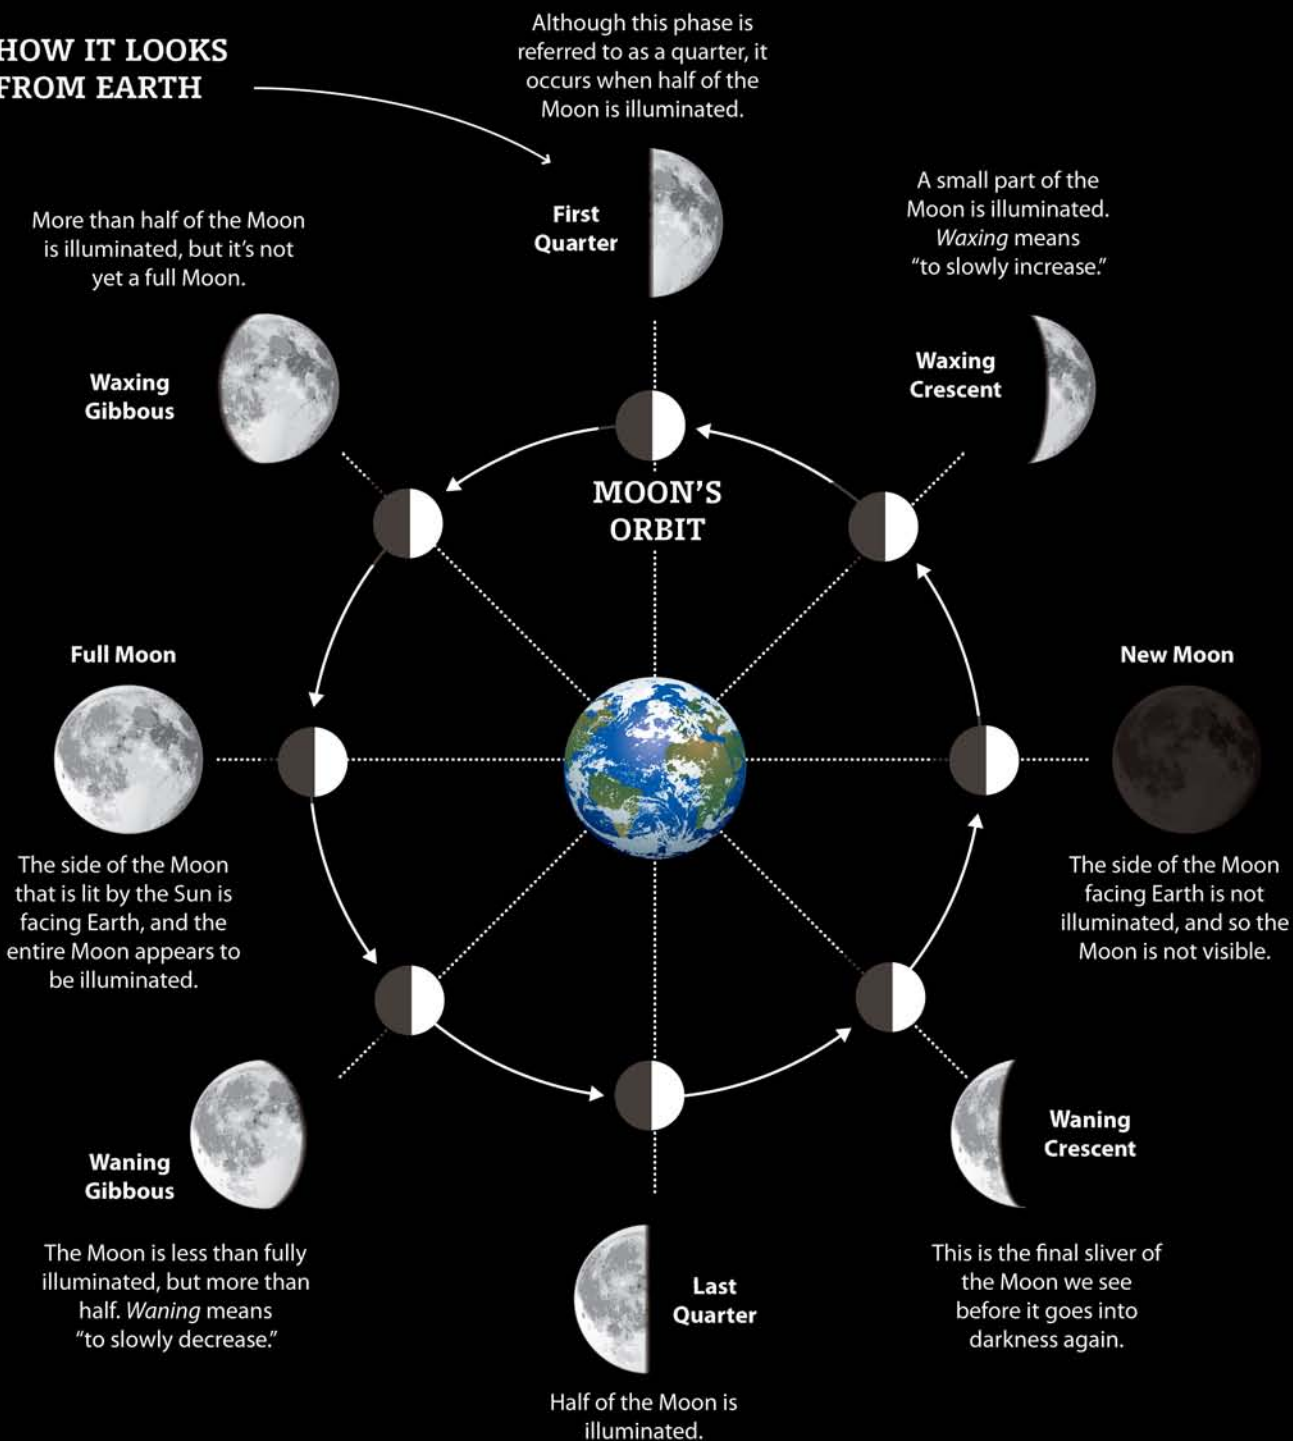 HOW IT LOOKS
FROM EARTH
Although this phase is
referred to as a quarter, it
occurs when half of the
Moon is illuminated.
First
Quarter
A small part of the
Moon is illuminated.
Waxing means
“to slowly increase.”
Waxing
Crescent
More than half of the Moon
is illuminated, but it’s not
yet a full Moon.
Waxing
Gibbous
MOON’S
ORBIT
Full Moon
The side of the Moon
that is lit by the Sun is
facing Earth, and the
entire Moon appears to
be illuminated.
New Moon
The side of the Moon
facing Earth is not
illuminated, and so the
Moon is not visible.
Waning
Gibbous
The Moon is less than fully
illuminated, but more than
half. Waning means
“to slowly decrease.”
Last
Quarter
Half of the Moon is
illuminated.
Waning
Crescent
This is the final sliver of
the Moon we see
before it goes into
darkness again.